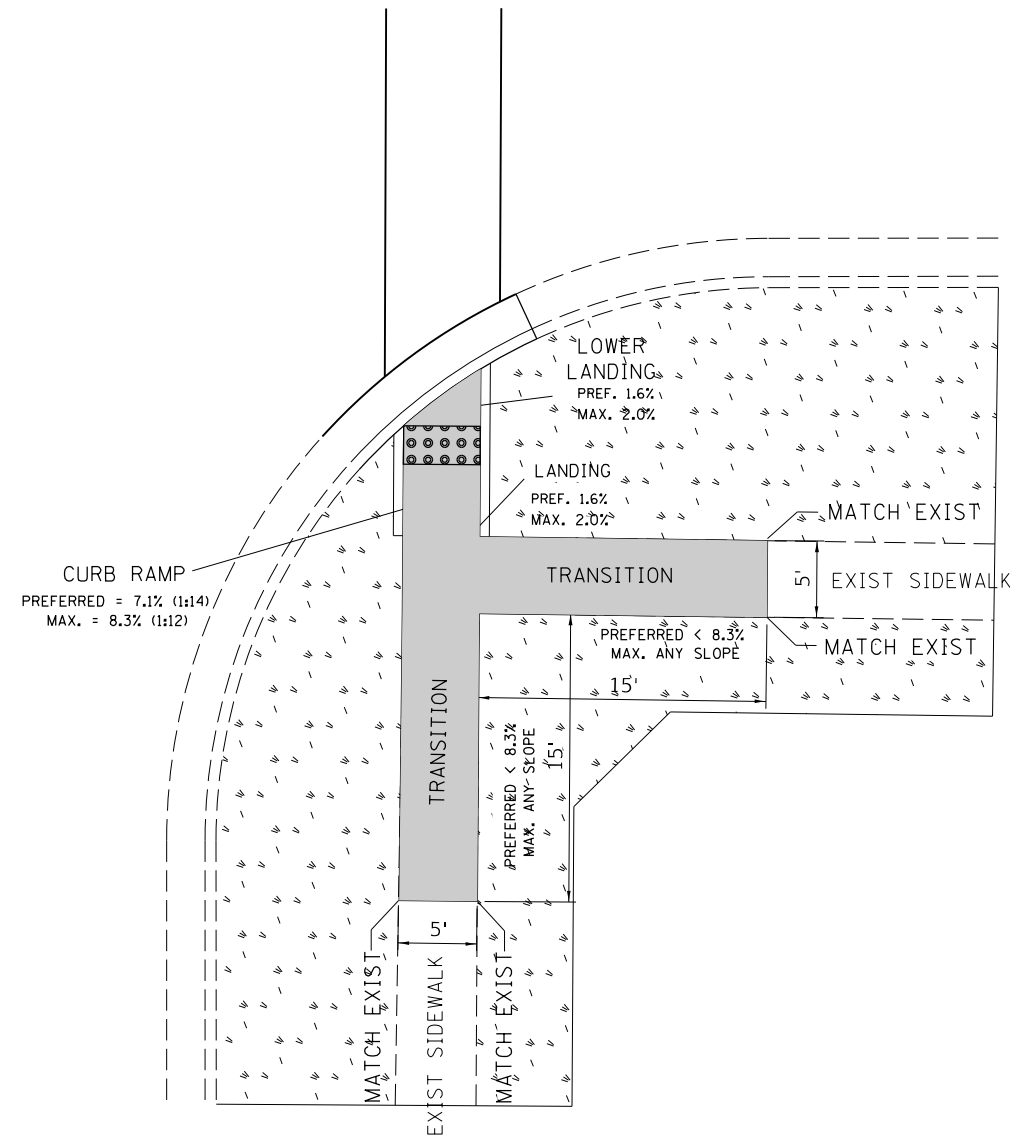 LOWER
LANDING
PREF. 1.6%
MAX. 2.0%
LANDING
PREF. 1.6%
MAX. 2.0%
MATCH EXIST
CURB RAMP
PREFERRED = 7.1% (1:14)
MAX. = 8.3% (1:12)
TRANSITION
5'
EXIST SIDEWALK
PREFERRED < 8.3%
MAX. ANY SLOPE
MATCH EXIST
15'
TRANSITION
PREFERRED < 8.3%
MAX. ANY SLOPE
15'
5'
MATCH EXIST
EXIST SIDEWALK
MATCH EXIST